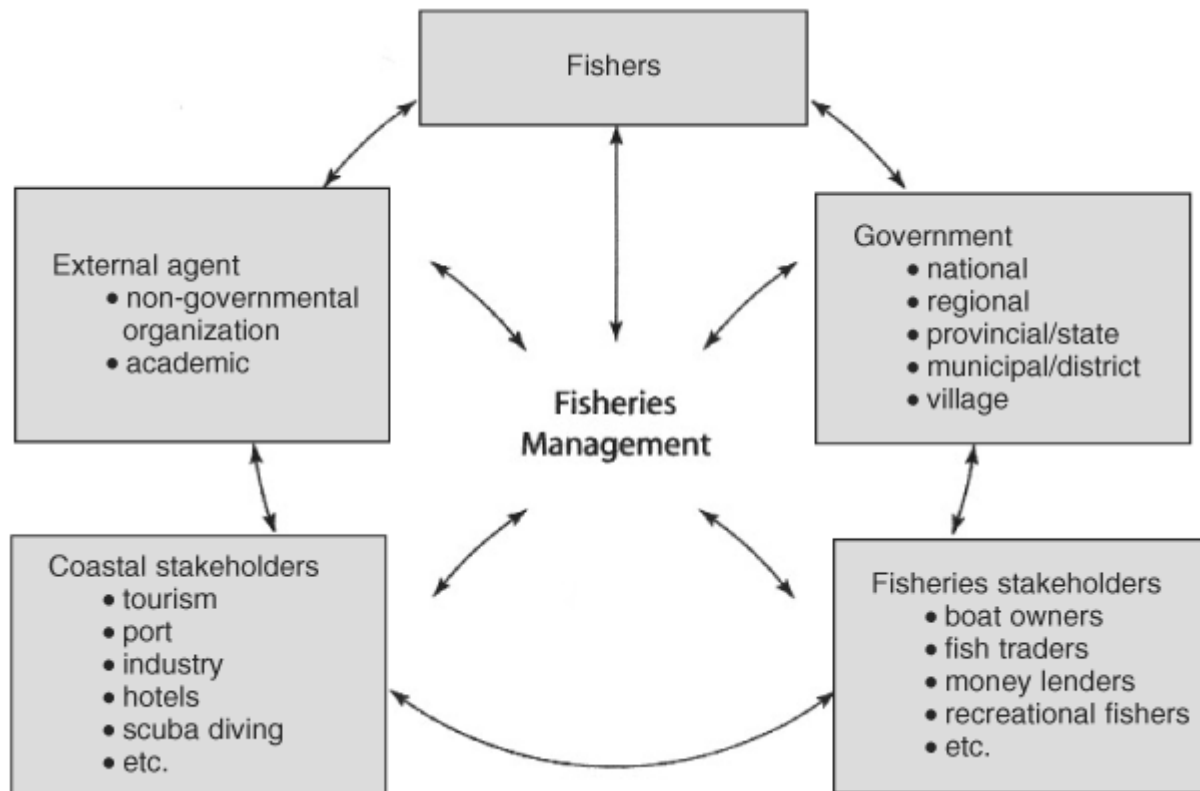 Fishers
External agent
• non-governmental
organization
• academic
Government
• national
• regional
• provincial/state
• municipal/district
• village
Fisheries
Management
Coastal stakeholders
• tourism
• port
• industry
• hotels
• scuba diving
• etc.
Fisheries stakeholders
• boat owners
• fish traders
• money lenders
• recreational fishers
• etc.